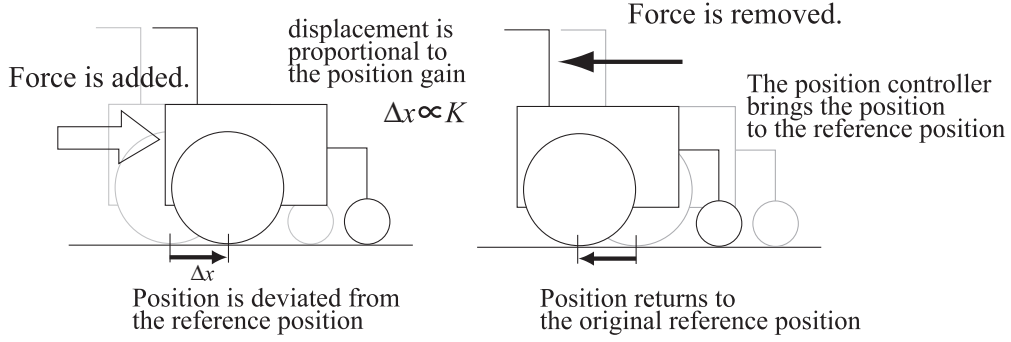 Force is added.
displacement is
proportional to
the position gain
Δx∝K
Δx
Position is deviated from
the reference position
Force is removed.
The position controller
brings the position
to the reference position
Position returns to
the original reference position